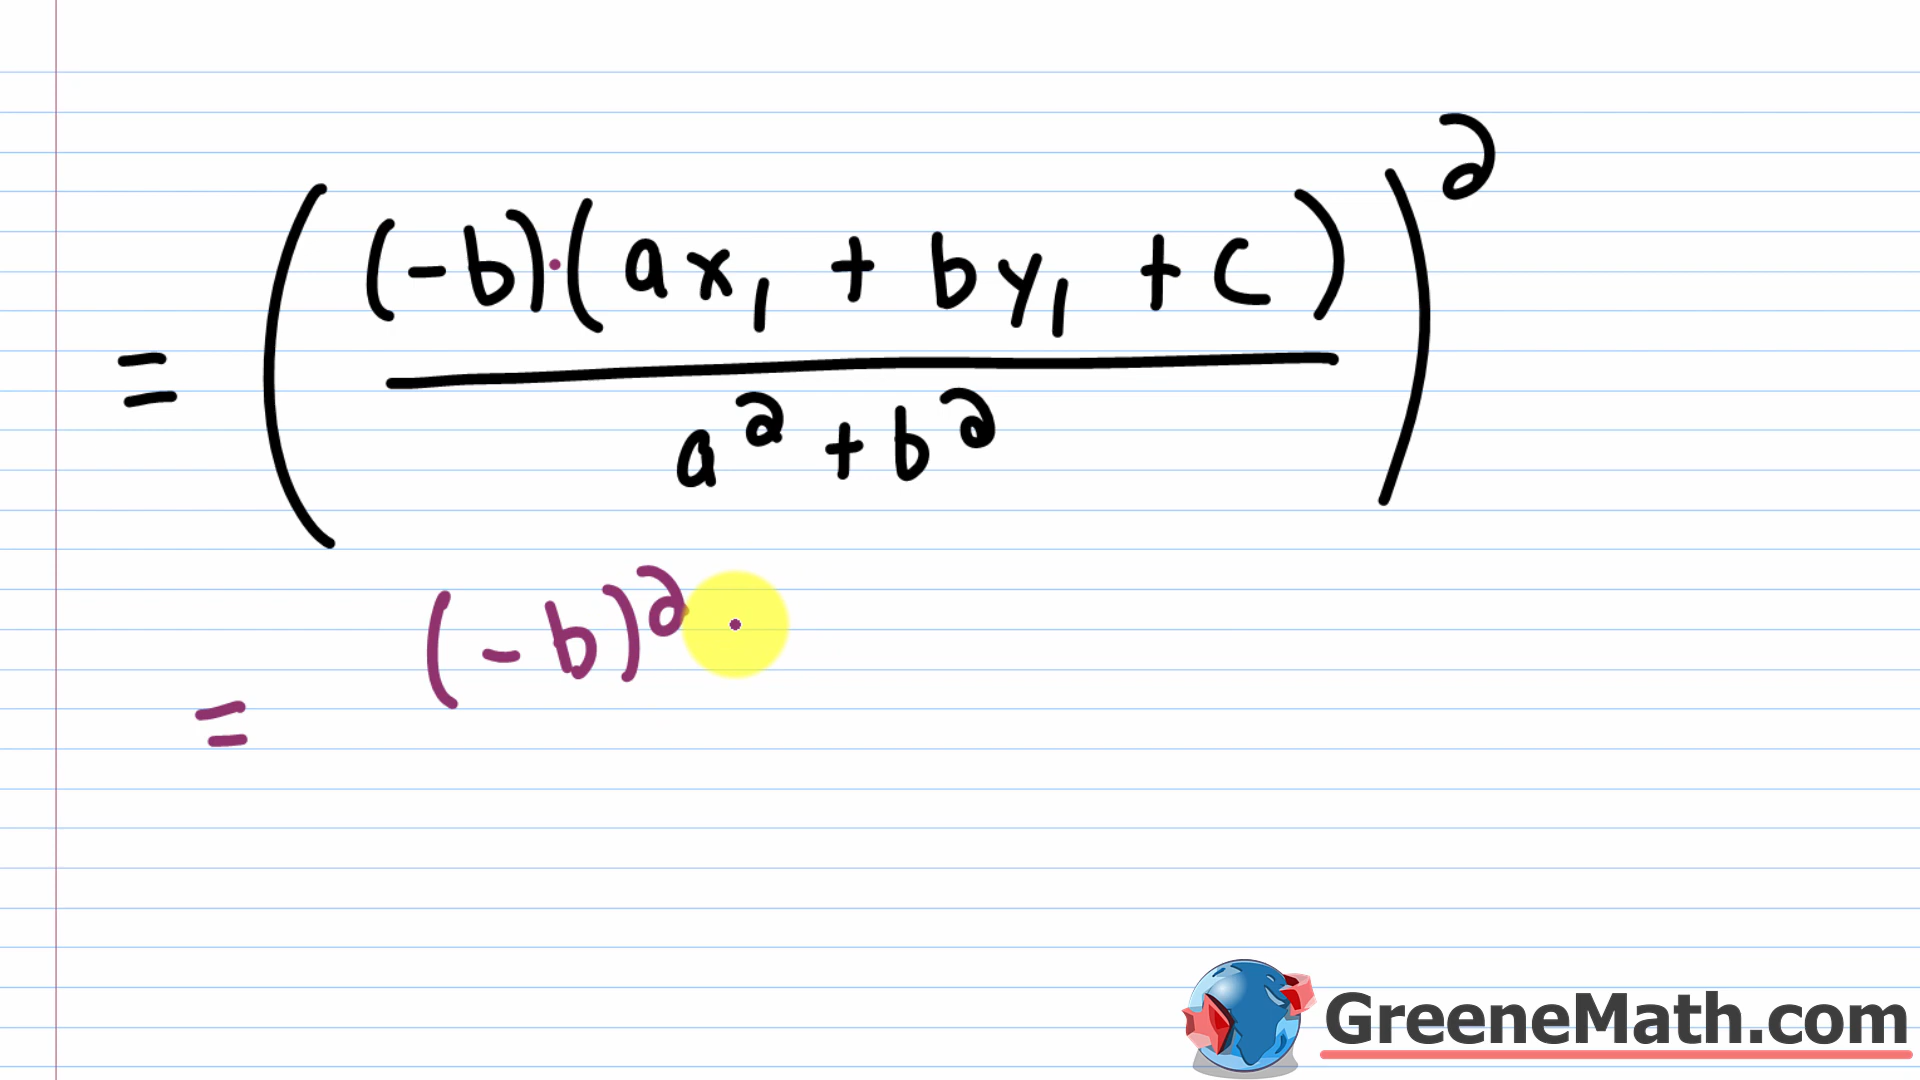 = ( (-b)·(ax₁ + by₁ + c) / a² + b² )²
= (-b)² ·
GreeneMath.com